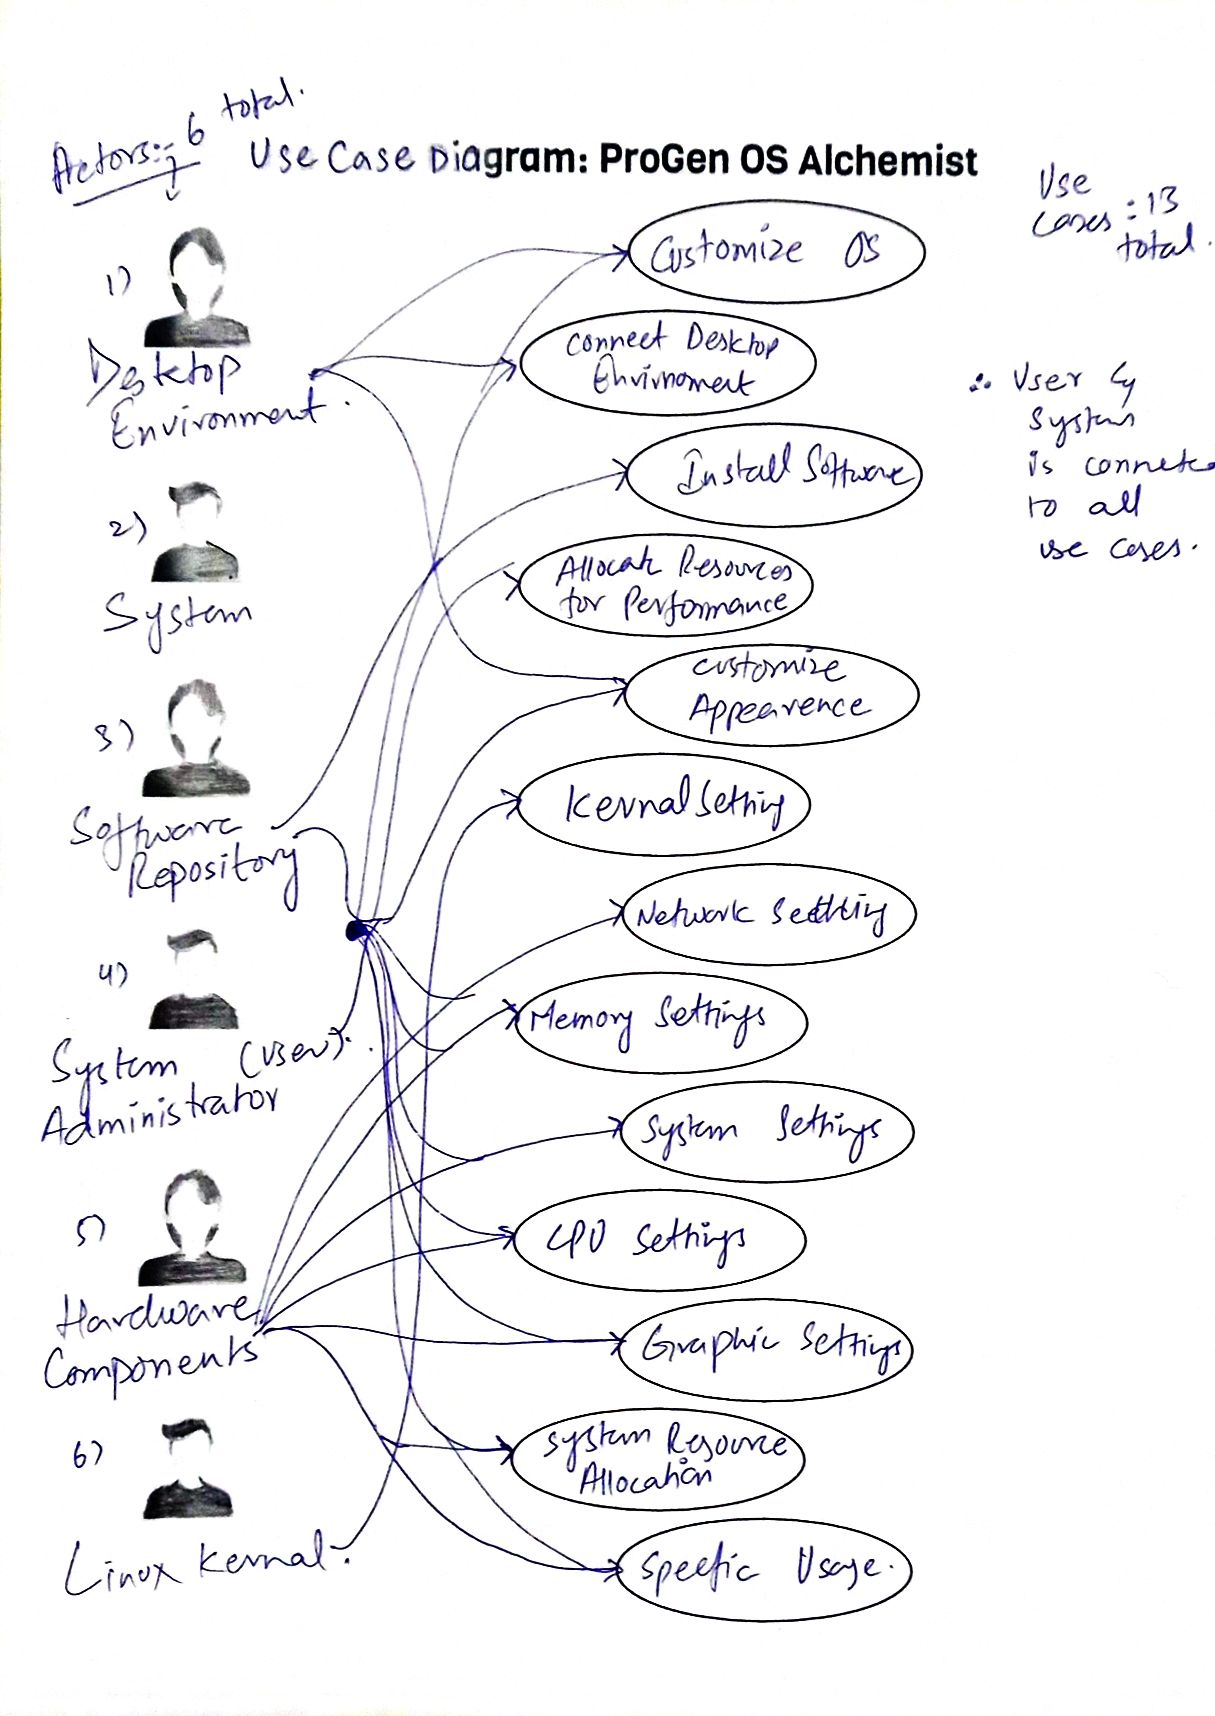 Actors:- 6 total.
Use Case Diagram: ProGen OS Alchemist
Use
Cases : 13
total.
1)
Desktop
Environment.
2)
System
3)
Software
Repository
4)
System (User).
Administrator
5)
Hardware
Components
6)
Linux Kernal.
Customize OS
Connect Desktop
Envirnoment
Install Software
Allocate Resources
for Performance
Customize
Appearence
Kernal Setting
Network Setting
Memory Settings
System Settings
CPU Settings
Graphic Settings
System Resource
Allocation
Usage.
∴ User
System
is
to all
use cases.